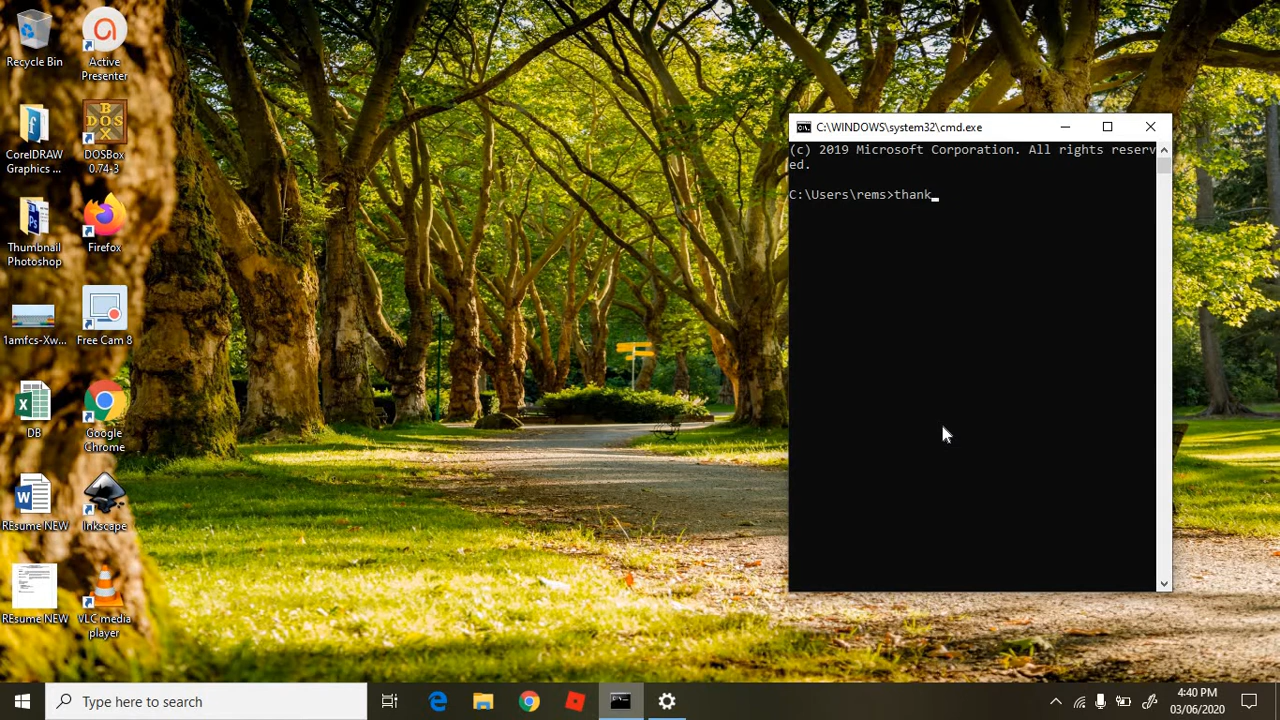 Recycle Bin
Active
Presenter
CorelDRAW
Graphics ...
DOSBox
0.74-3
Thumbnail
Photoshop
Firefox
1amfcs-Xw...
Free Cam 8
DB
Google
Chrome
REsume NEW
Inkscape
REsume NEW
VLC media
player
C:\WINDOWS\system32\cmd.exe
(c) 2019 Microsoft Corporation. All rights reserv
ed.
C:\Users\rems>thank
Type here to search
4:40 PM
03/06/2020